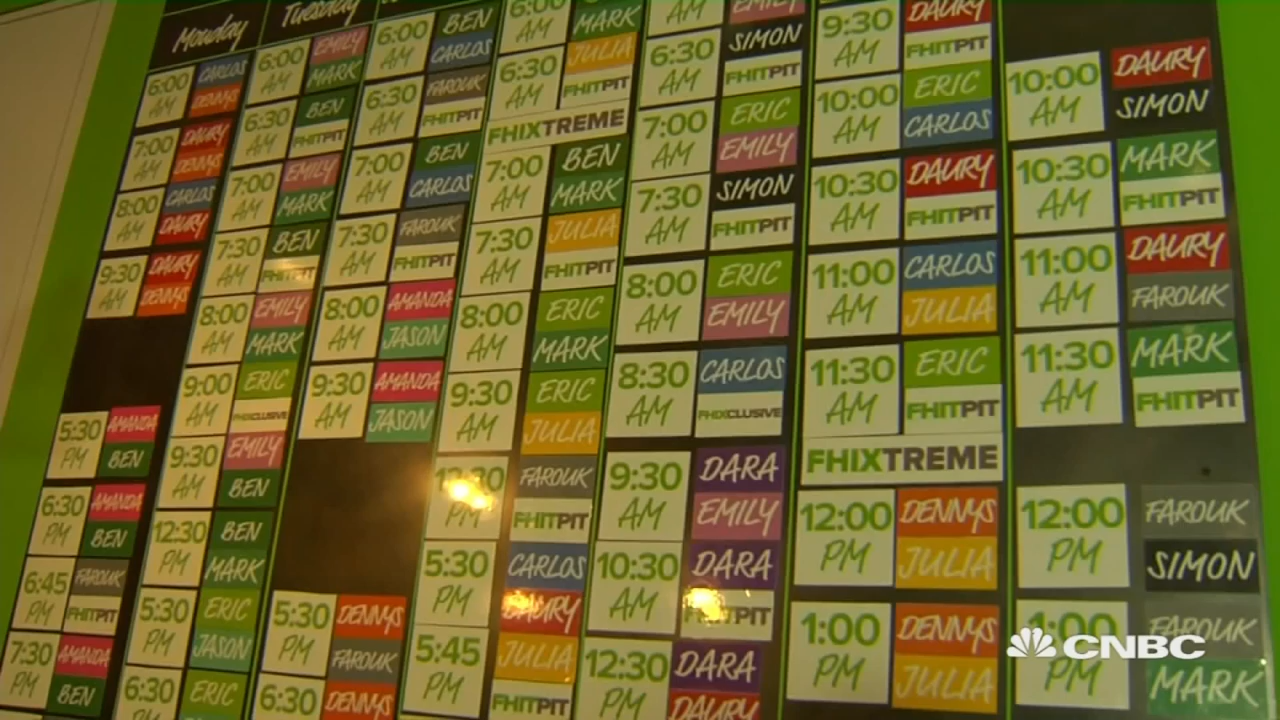 Monday
6:00 AM CARLOS DENNYS
7:00 AM DAURY DENNYS
8:00 AM CARLOS DAURY
9:30 AM DAURY DENNYS
5:30 PM AMANDA BEN
6:30 PM AMANDA BEN
6:45 PM FAROUK FHITPIT
7:30 PM AMANDA BEN
Tuesday
6:00 AM EMILY MARK
6:30 AM BEN FHITPIT
7:00 AM EMILY MARK
7:30 AM BEN FHITPIT
8:00 AM EMILY MARK
9:00 AM ERIC FHIXCLUSIVE
9:30 AM EMILY BEN
12:30 PM BEN MARK
5:30 PM ERIC JASON
6:30 PM ERIC
6:00 AM BEN CARLOS
6:30 AM FAROUK FHITPIT
7:00 AM BEN CARLOS
7:30 AM FAROUK FHITPIT
8:00 AM AMANDA JASON
9:30 AM AMANDA JASON
5:30 PM DENNYS FAROUK
6:30 DENNYS
6:00 AM MARK
6:30 AM JULIA FHITPIT
FHIXTREME
7:00 AM BEN MARK
7:30 AM JULIA FHITPIT
8:00 AM ERIC MARK
9:30 AM ERIC JULIA
PM FAROUK FHITPIT
5:30 PM CARLOS DAURY
5:45 PM JULIA FHITPIT
AM EMILY
6:30 AM SIMON FHITPIT
7:00 AM ERIC EMILY
7:30 AM SIMON FHITPIT
8:00 AM ERIC EMILY
8:30 AM CARLOS FHIXCLUSIVE
9:30 AM DARA EMILY
10:30 AM DARA FHITPIT
12:30 PM DARA DAURY
9:30 AM DAURY FHITPIT
10:00 AM ERIC CARLOS
10:30 AM DAURY FHITPIT
11:00 AM CARLOS JULIA
11:30 AM ERIC FHITPIT
FHIXTREME
12:00 PM DENNYS JULIA
1:00 PM DENNYS JULIA
10:00 AM DAURY SIMON
10:30 AM MARK FHITPIT
11:00 AM DAURY FAROUK
11:30 AM MARK FHITPIT
12:00 PM FAROUK SIMON
1:00 PM FAROUK MARK
CNBC